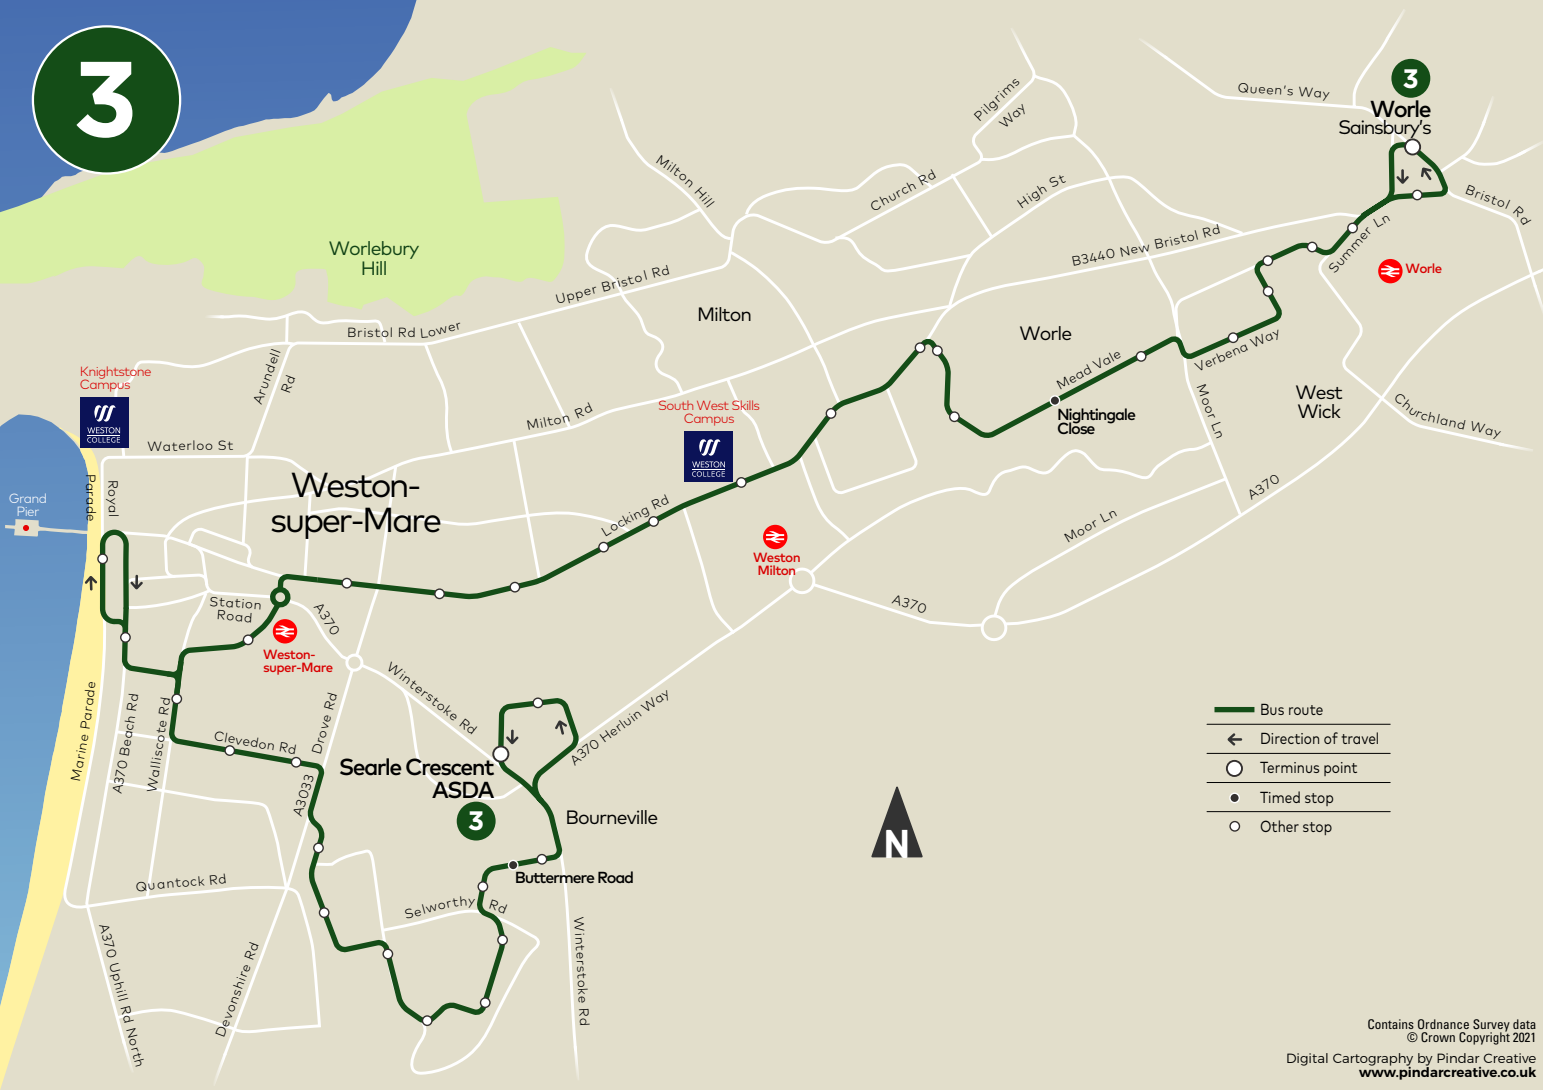 3
Queen's Way
3
Worle
Sainsbury's
Pilgrims
Way
Milton Hill
Church Rd
High St
Bristol Rd
B3440 New Bristol Rd
Summer Ln
Worle
Worlebury
Hill
Upper Bristol Rd
Milton
Bristol Rd Lower
Worle
Verbena Way
Arundell
Rd
Mead Vale
Knightstone
Campus
WESTON
COLLEGE
Nightingale
Close
Moor Ln
West
Wick
Churchland Way
South West Skills
Campus
WESTON
COLLEGE
Milton Rd
Waterloo St
Royal
Parade
Grand
Pier
Weston-
super-Mare
Locking Rd
A370
Moor Ln
Weston
Milton
A370
Station
Road
A370
Weston-
super-Mare
Winterstoke Rd
A370 Herluin Way
Marine Parade
A370 Beach Rd
Walliscote Rd
Clevedon Rd
Drove Rd
A3033
Searle Crescent
ASDA
3
Bourneville
Buttermere Road
Quantock Rd
Selworthy Rd
A370 Uphill Rd North
Devonshire Rd
Winterstoke Rd
N
Bus route
Direction of travel
Terminus point
Timed stop
Other stop
Contains Ordnance Survey data
© Crown Copyright 2021
Digital Cartography by Pindar Creative
www.pindarcreative.co.uk